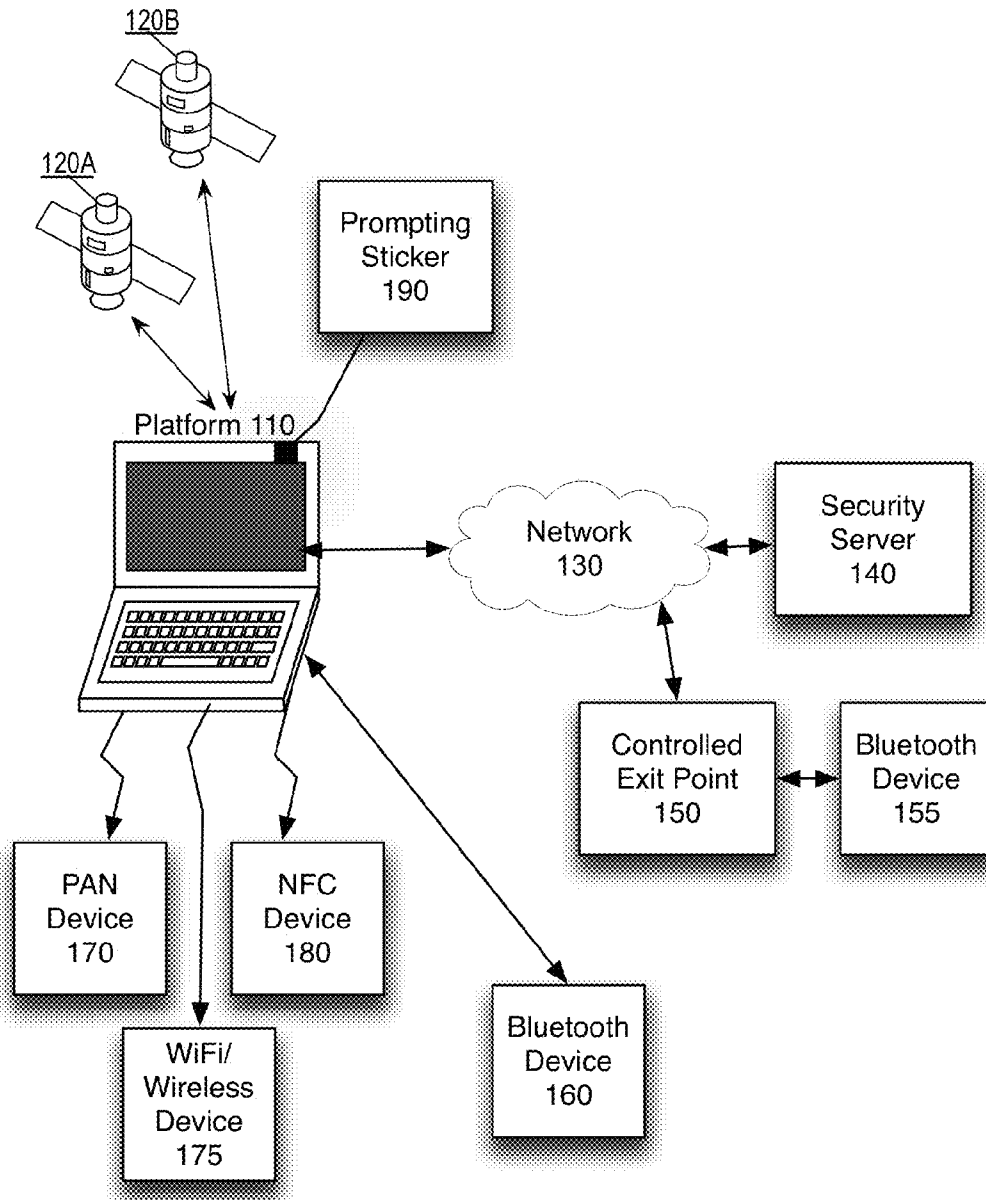 120B
120A
Prompting
Sticker
190
Platform 110
Network
130
Security
Server
140
Controlled
Exit Point
150
Bluetooth
Device
155
PAN
Device
170
NFC
Device
180
WiFi/
Wireless
Device
175
Bluetooth
Device
160